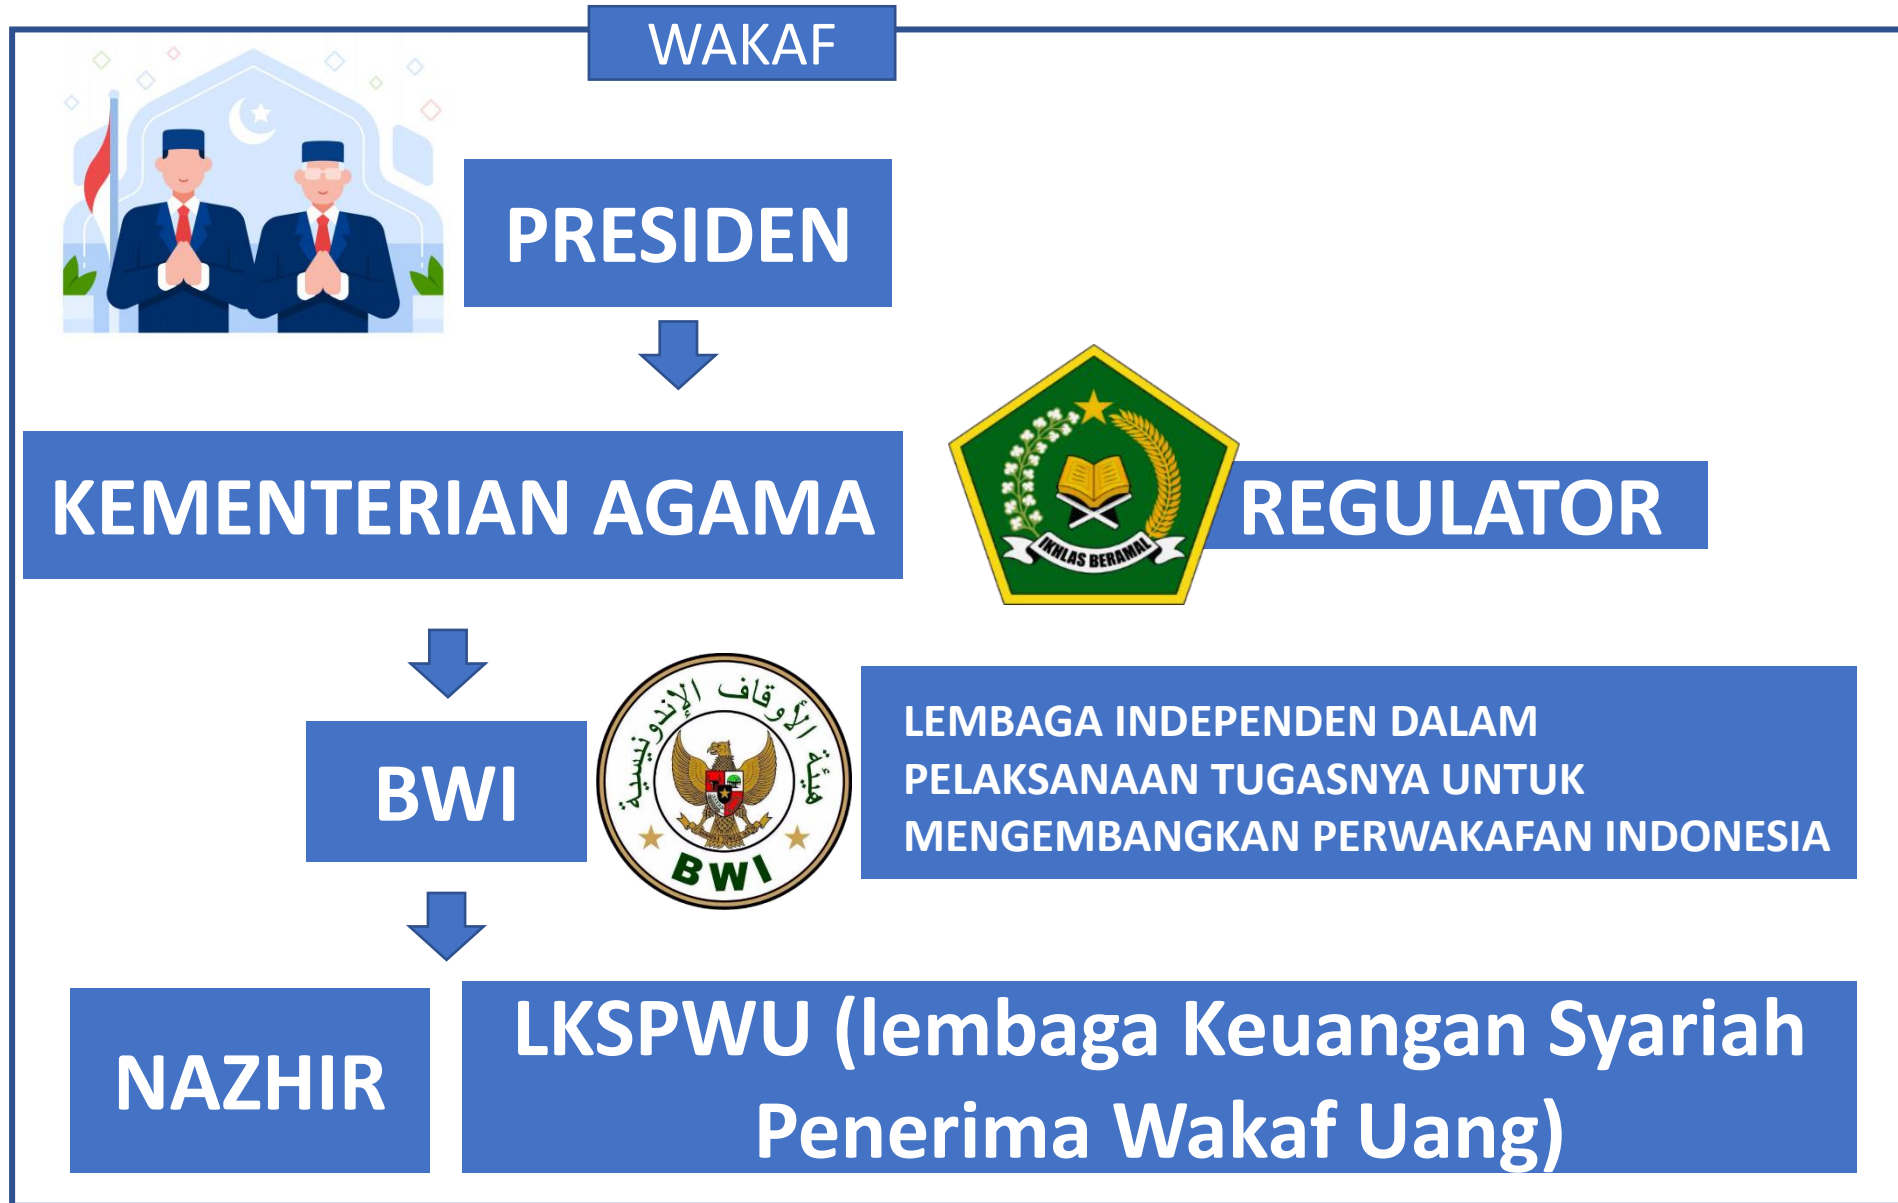 WAKAF
PRESIDEN
KEMENTERIAN AGAMA
IKHLAS BERAMAL
REGULATOR
BWI
هيئة الأوقاف الإندونيسية
BWI
LEMBAGA INDEPENDEN DALAM
PELAKSANAAN TUGASNYA UNTUK
MENGEMBANGKAN PERWAKAFAN INDONESIA
NAZHIR
LKSPWU (lembaga Keuangan Syariah
Penerima Wakaf Uang)